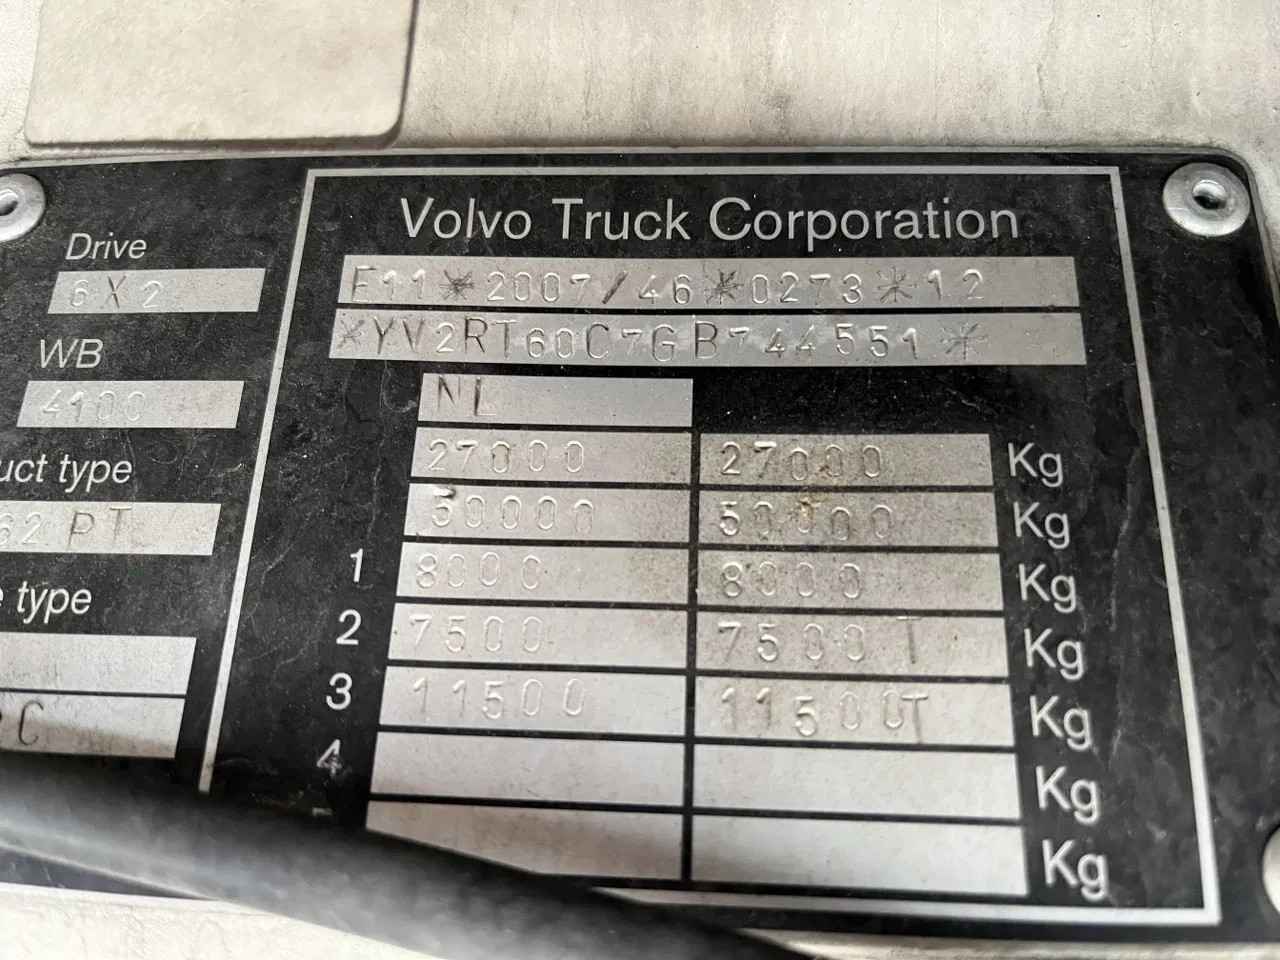 Volvo Truck Corporation
Drive
6X2
E11*2007/46*0273*12
*YV2RT60C7GB744551*
WB
4100
NL
uct type
62 PT
27000 27000 Kg
50000 50000 Kg
1 8000 8000 Kg
type
2 7500 7500 T Kg
3 11500 11500T Kg
C
4 Kg
Kg